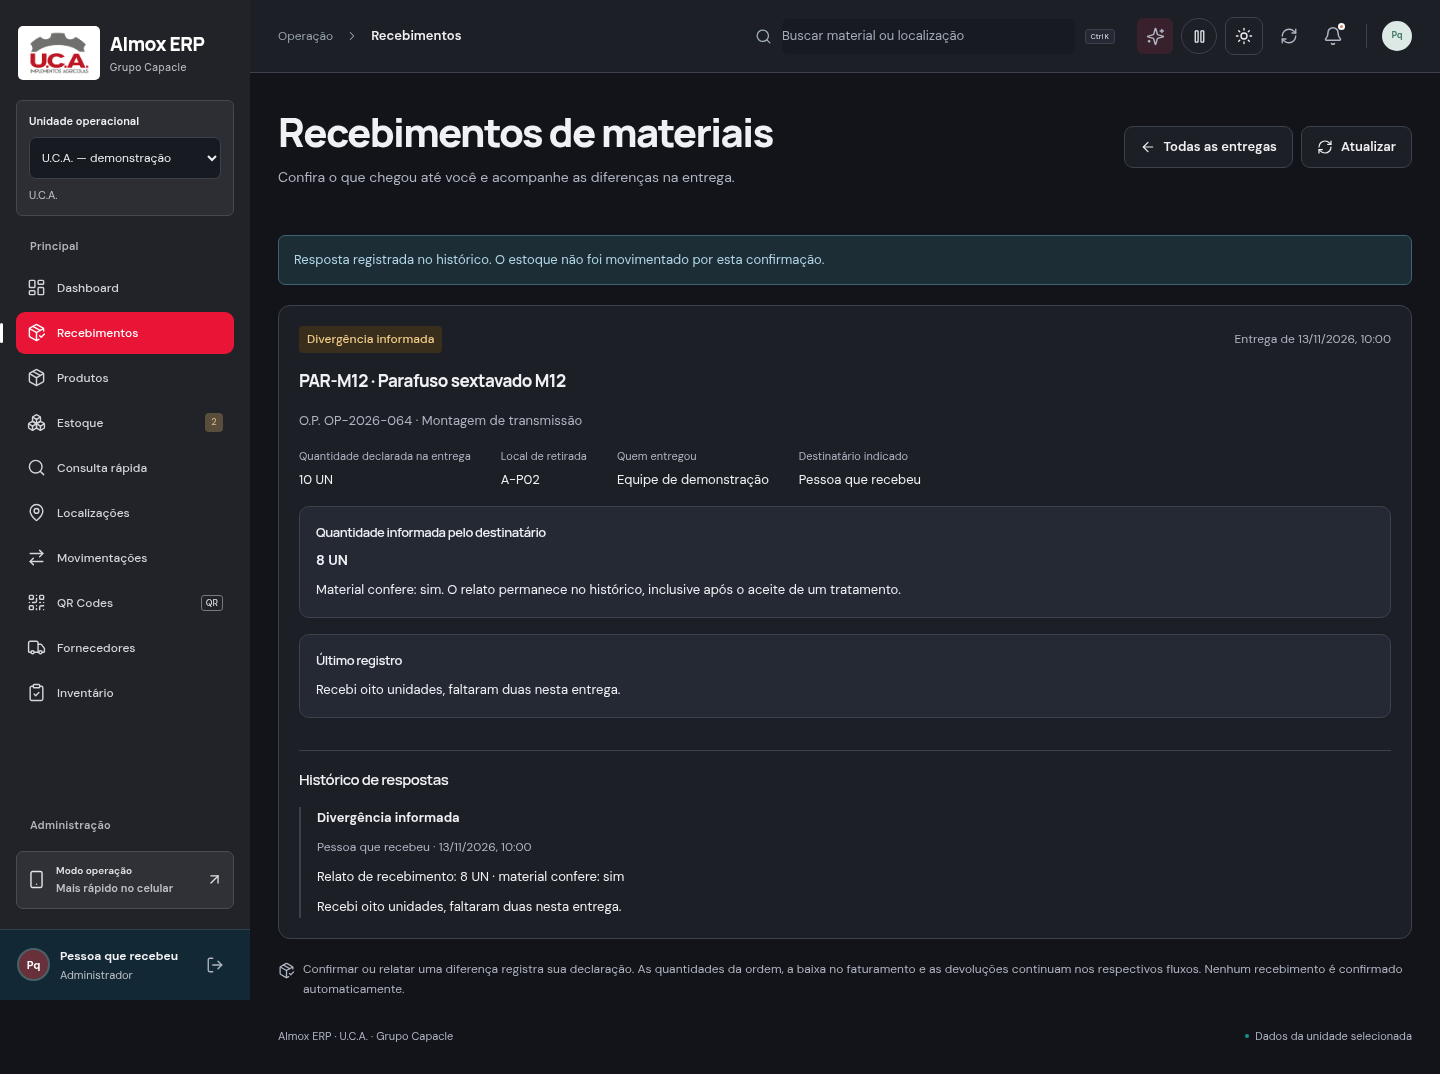 U.C.A.
IMPLEMENTOS AGRÍCOLAS
Almox ERP
Grupo Capacle
Unidade operacional
U.C.A. — demonstração
U.C.A.
Principal
Dashboard
Recebimentos
Produtos
Estoque
2
Consulta rápida
Localizações
Movimentações
QR Codes
QR
Fornecedores
Inventário
Administração
Modo operação
Mais rápido no celular
Pq
Pessoa que recebeu
Administrador
Operação
Recebimentos
Buscar material ou localização
Ctrl K
Pq
Recebimentos de materiais
Confira o que chegou até você e acompanhe as diferenças na entrega.
Todas as entregas
Atualizar
Resposta registrada no histórico. O estoque não foi movimentado por esta confirmação.
Divergência informada
Entrega de 13/11/2026, 10:00
PAR-M12 · Parafuso sextavado M12
O.P. OP-2026-064 · Montagem de transmissão
Quantidade declarada na entrega
10 UN
Local de retirada
A-P02
Quem entregou
Equipe de demonstração
Destinatário indicado
Pessoa que recebeu
Quantidade informada pelo destinatário
8 UN
Material confere: sim. O relato permanece no histórico, inclusive após o aceite de um tratamento.
Último registro
Recebi oito unidades, faltaram duas nesta entrega.
Histórico de respostas
Divergência informada
Pessoa que recebeu · 13/11/2026, 10:00
Relato de recebimento: 8 UN · material confere: sim
Recebi oito unidades, faltaram duas nesta entrega.
Confirmar ou relatar uma diferença registra sua declaração. As quantidades da ordem, a baixa no faturamento e as devoluções continuam nos respectivos fluxos. Nenhum recebimento é confirmado
automaticamente.
Almox ERP · U.C.A. · Grupo Capacle
Dados da unidade selecionada